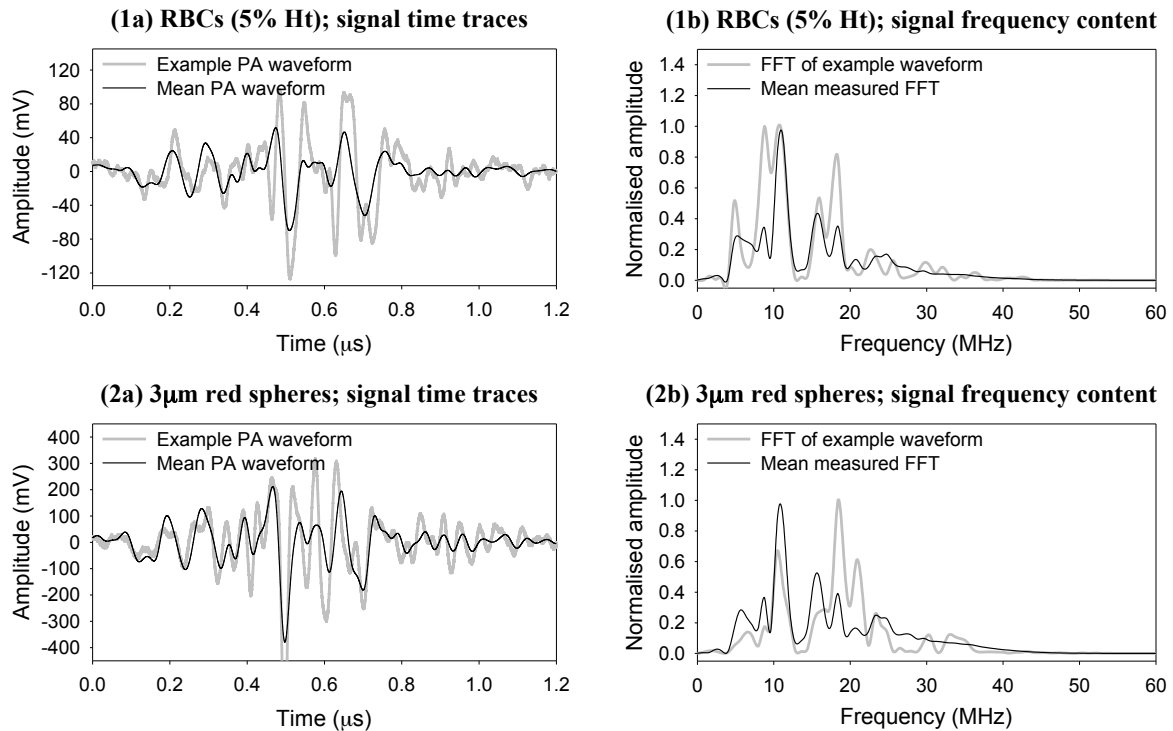 (1a) RBCs (5% Ht); signal time traces
120
80
40
0
-40
-80
-120
Amplitude (mV)
Example PA waveform
Mean PA waveform
0.0 0.2 0.4 0.6 0.8 1.0 1.2
Time (μs)
(1b) RBCs (5% Ht); signal frequency content
1.4
1.2
1.0
0.8
0.6
0.4
0.2
0.0
Normalised amplitude
FFT of example waveform
Mean measured FFT
0 10 20 30 40 50 60
Frequency (MHz)
(2a) 3μm red spheres; signal time traces
400
300
200
100
0
-100
-200
-300
-400
Amplitude (mV)
Example PA waveform
Mean PA waveform
0.0 0.2 0.4 0.6 0.8 1.0 1.2
Time (μs)
(2b) 3μm red spheres; signal frequency content
1.4
1.2
1.0
0.8
0.6
0.4
0.2
0.0
Normalised amplitude
FFT of example waveform
Mean measured FFT
0 10 20 30 40 50 60
Frequency (MHz)